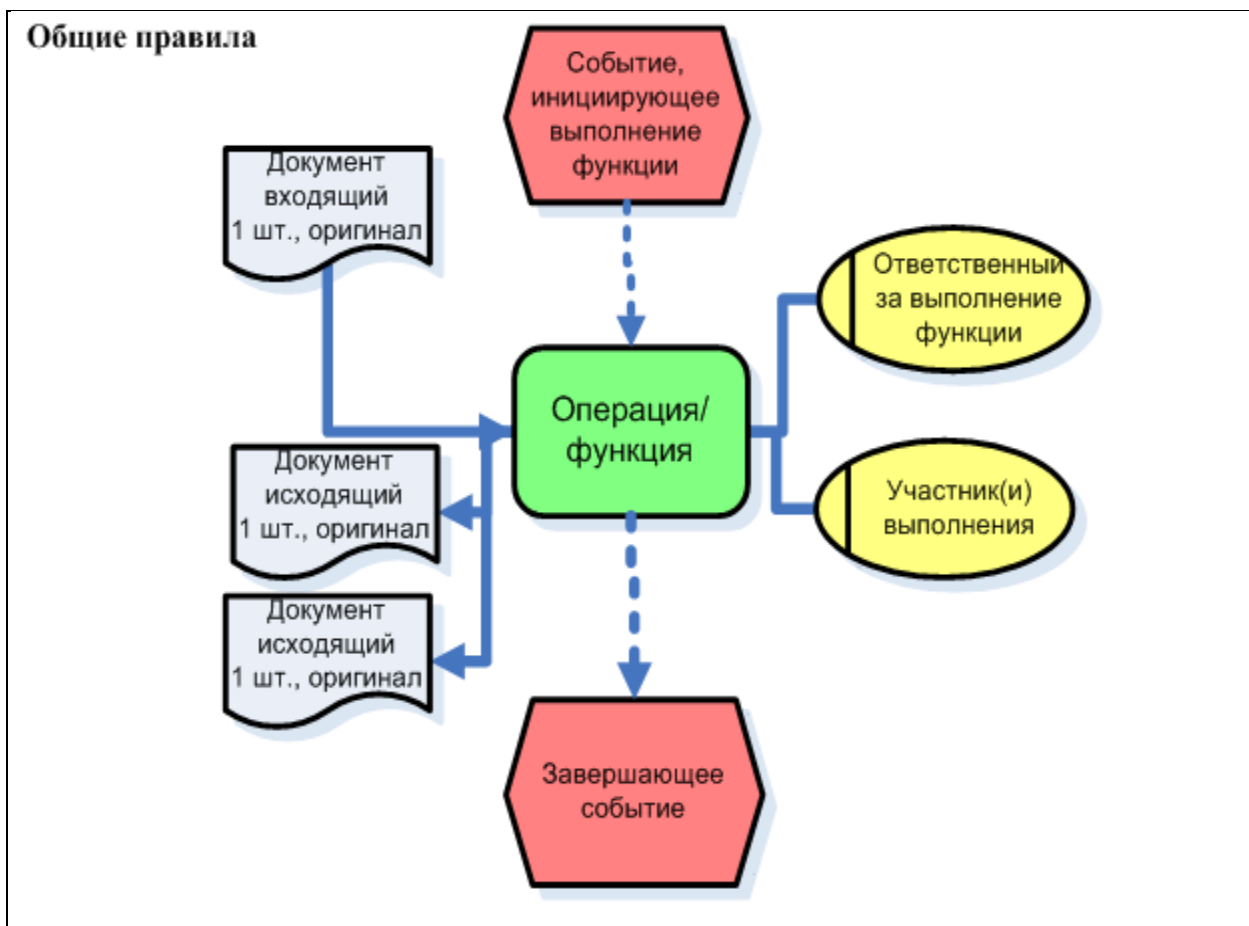 Общие правила
Событие,
инициирующее
выполнение
функции
Документ
входящий
1 шт., оригинал
Ответственный
за выполнение
функции
Операция/
функция
Документ
исходящий
1 шт., оригинал
Участник(и)
выполнения
Документ
исходящий
1 шт., оригинал
Завершающее
событие